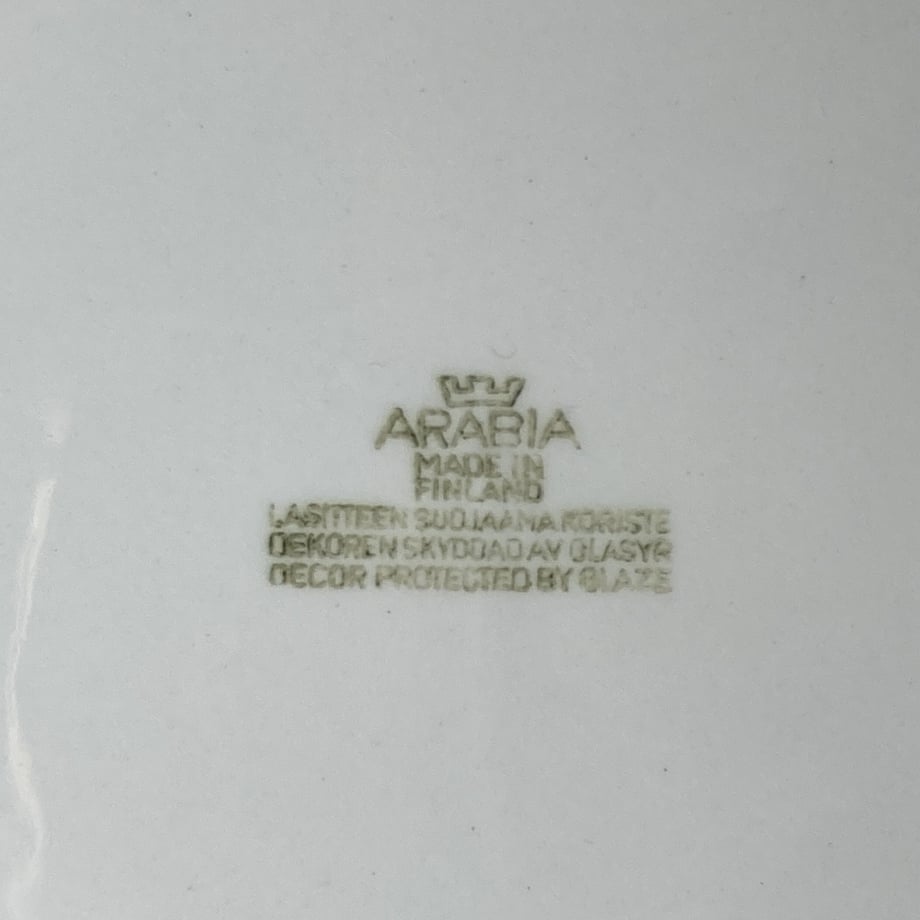 ARABIA
MADE IN
FINLAND
LASITTEEN SUOJAAMA KORISTE
DEKOREN SKYDDAD AV GLASYR
DECOR PROTECTED BY GLAZE